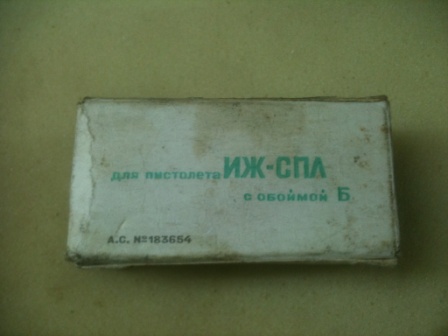 для пистолета ИЖ-СПЛ
с обоймой Б
А.С. №183654